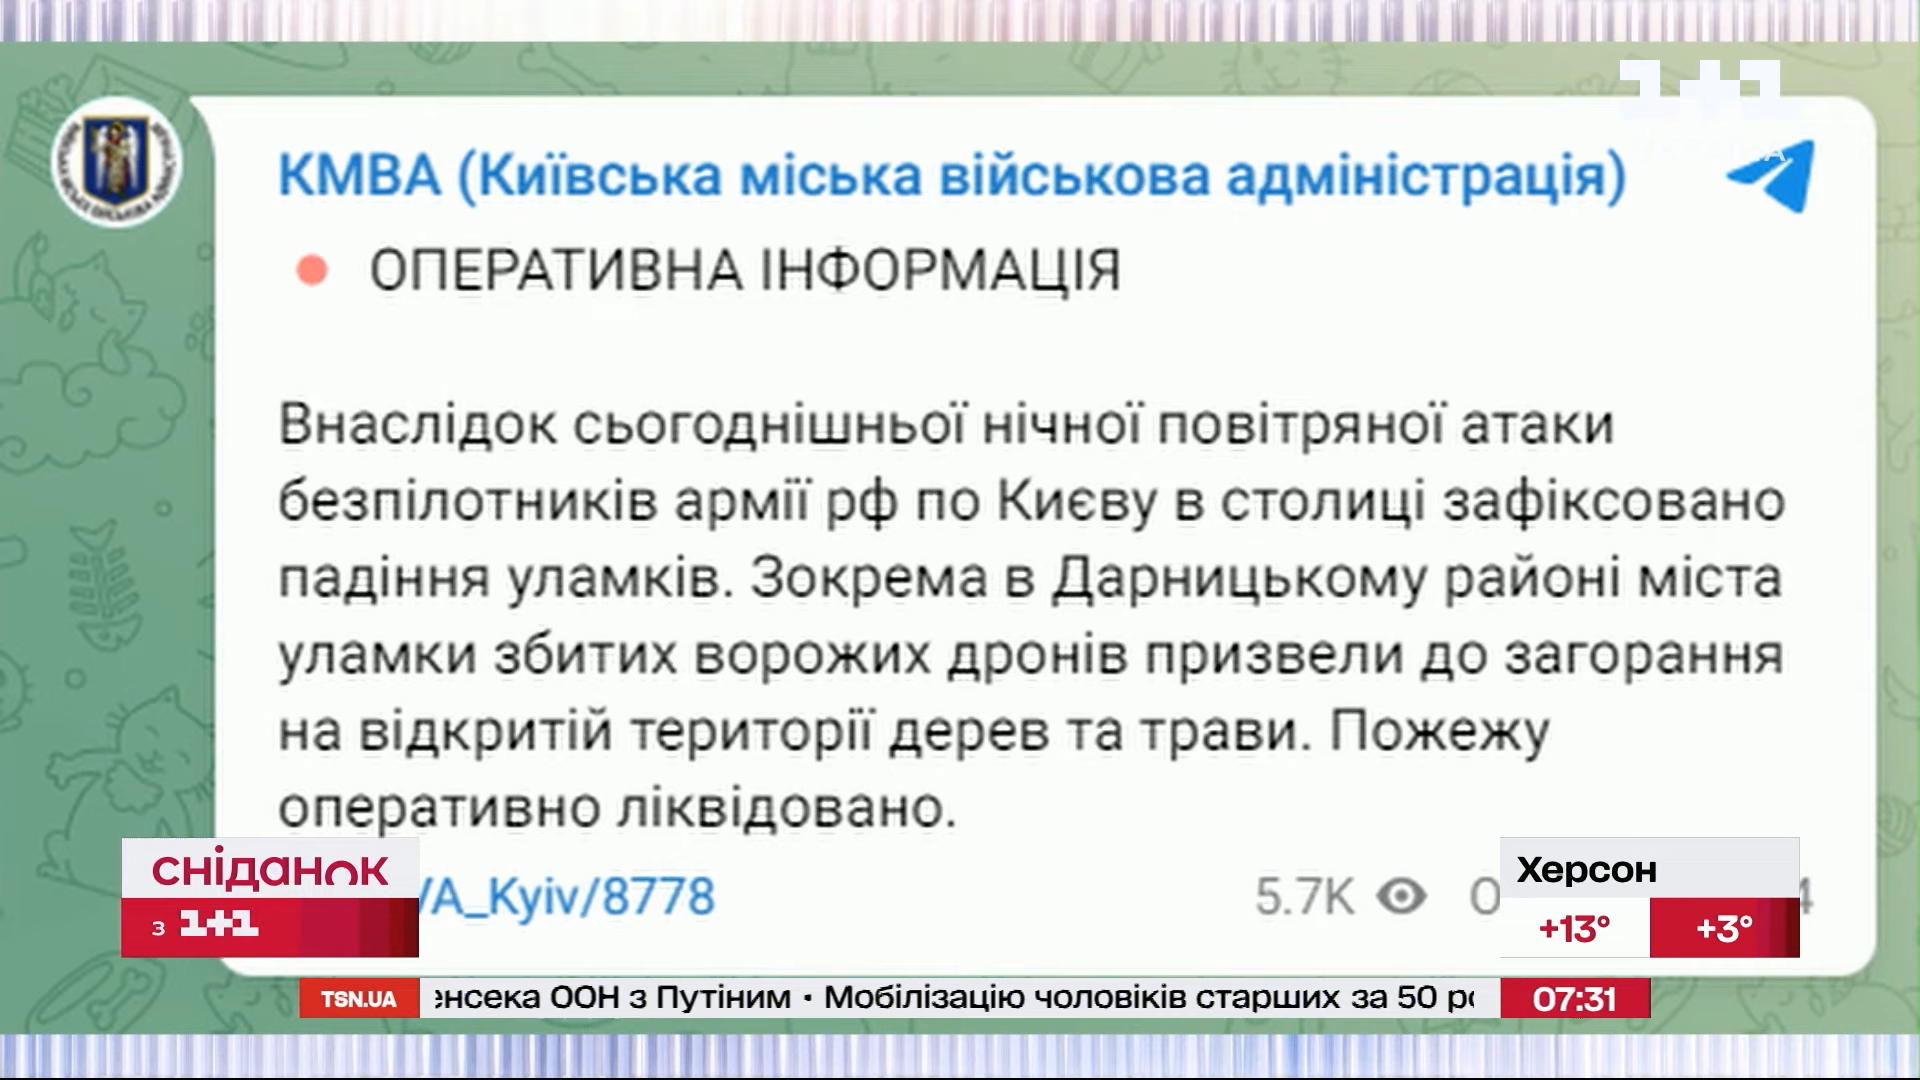 1+1
КМВА (Київська міська військова адміністрація)
ОПЕРАТИВНА ІНФОРМАЦІЯ
Внаслідок сьогоднішньої нічної повітряної атаки
безпілотників армії рф по Києву в столиці зафіксовано
падіння уламків. Зокрема в Дарницькому районі міста
уламки збитих ворожих дронів призвели до загорання
на відкритій території дерев та трави. Пожежу
оперативно ліквідовано.
VA_Kyiv/8778
5.7K
СНІДАНОК
з 1+1
Херсон
+13° +3°
TSN.UA
енсека ООН з Путіним • Мобілізацію чоловіків старших за 50 ро
07:31